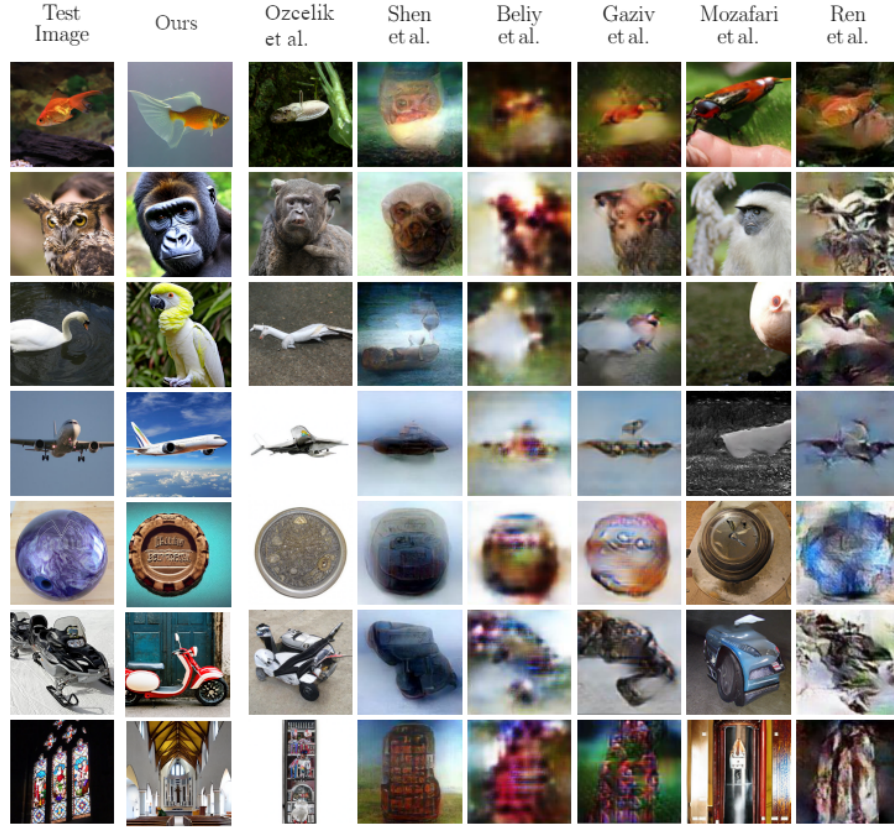 Test
Image
Ours
Ozcelik
et al.
Shen
et al.
Beliy
et al.
Gaziv
et al.
Mozafari
et al.
Ren
et al.